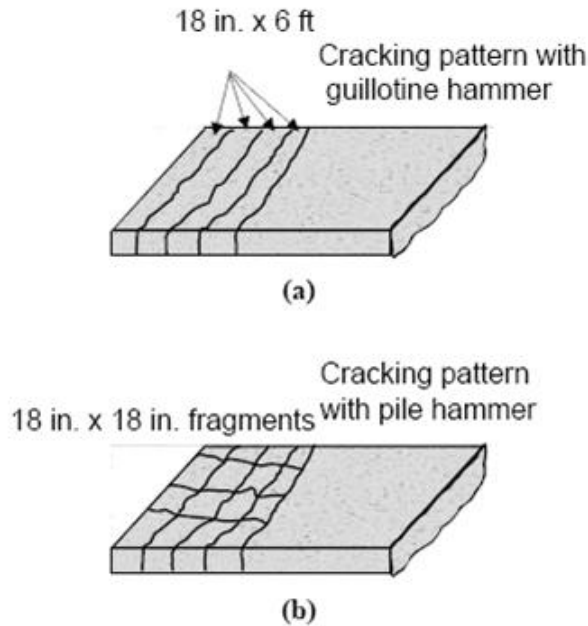 18 in. x 6 ft
Cracking pattern with
guillotine hammer
(a)
Cracking pattern
with pile hammer
18 in. x 18 in. fragments
(b)